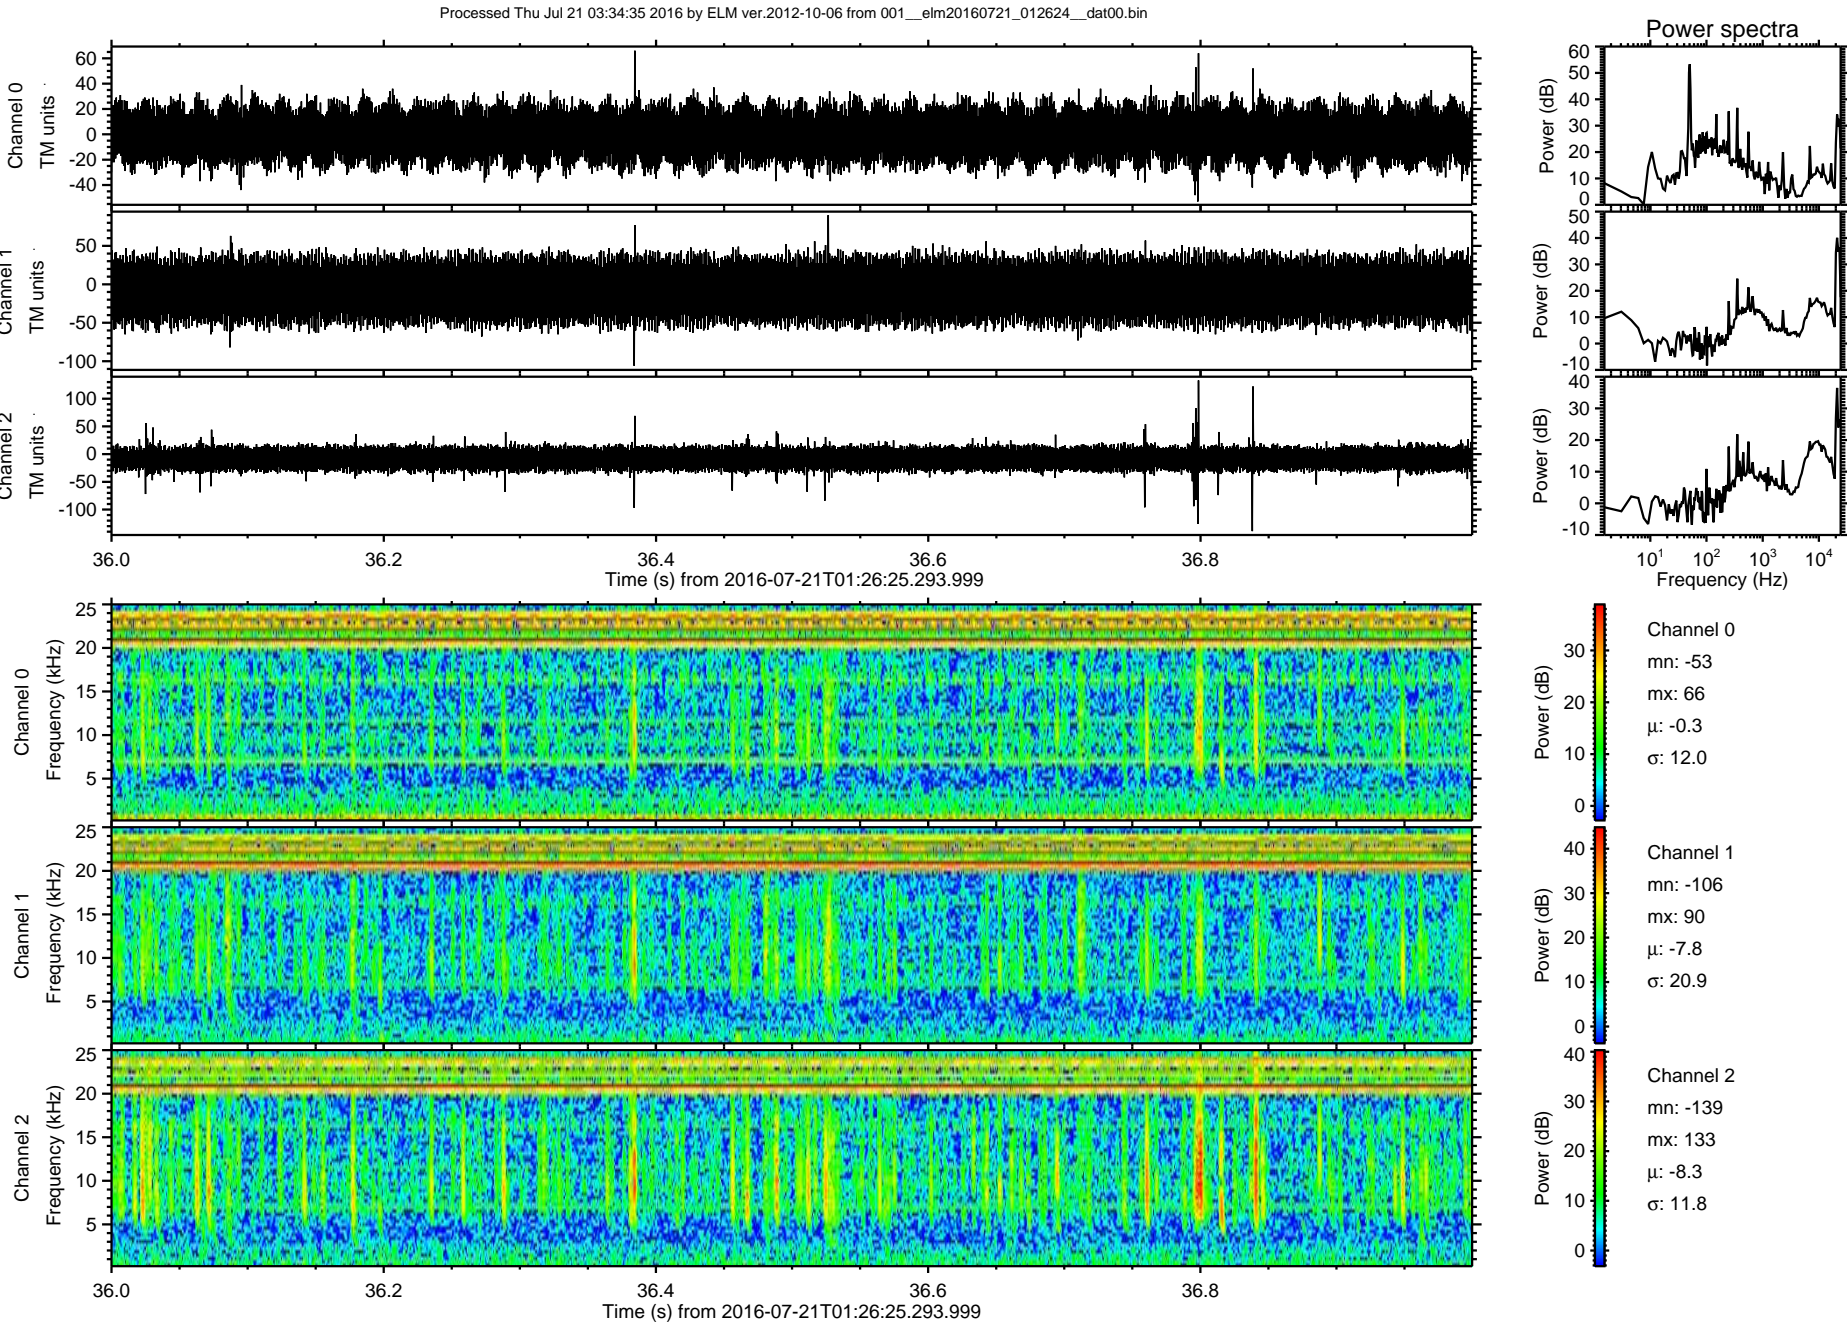 Processed Thu Jul 21 03:34:35 2016 by ELM ver.2012-10-06 from 001__elm20160721_012624__dat00.bin
Power spectra
Channel 0
TM units
60
40
20
0
-20
-40
Power (dB)
60
50
40
30
20
10
0
Channel 1
TM units
50
0
-50
-100
Power (dB)
50
40
30
20
10
0
-10
Channel 2
TM units
100
50
0
-50
-100
Power (dB)
40
30
20
10
0
-10
36.0 36.2 36.4 36.6 36.8
Time (s) from 2016-07-21T01:26:25.293.999
10^1 10^2 10^3 10^4
Frequency (Hz)
Channel 0
Frequency (kHz)
25
20
15
10
5
Power (dB)
30
20
10
0
Channel 0
mn: -53
mx: 66
μ: -0.3
σ: 12.0
Channel 1
Frequency (kHz)
25
20
15
10
5
Power (dB)
40
30
20
10
0
Channel 1
mn: -106
mx: 90
μ: -7.8
σ: 20.9
Channel 2
Frequency (kHz)
25
20
15
10
5
Power (dB)
40
30
20
10
0
Channel 2
mn: -139
mx: 133
μ: -8.3
σ: 11.8
36.0 36.2 36.4 36.6 36.8
Time (s) from 2016-07-21T01:26:25.293.999